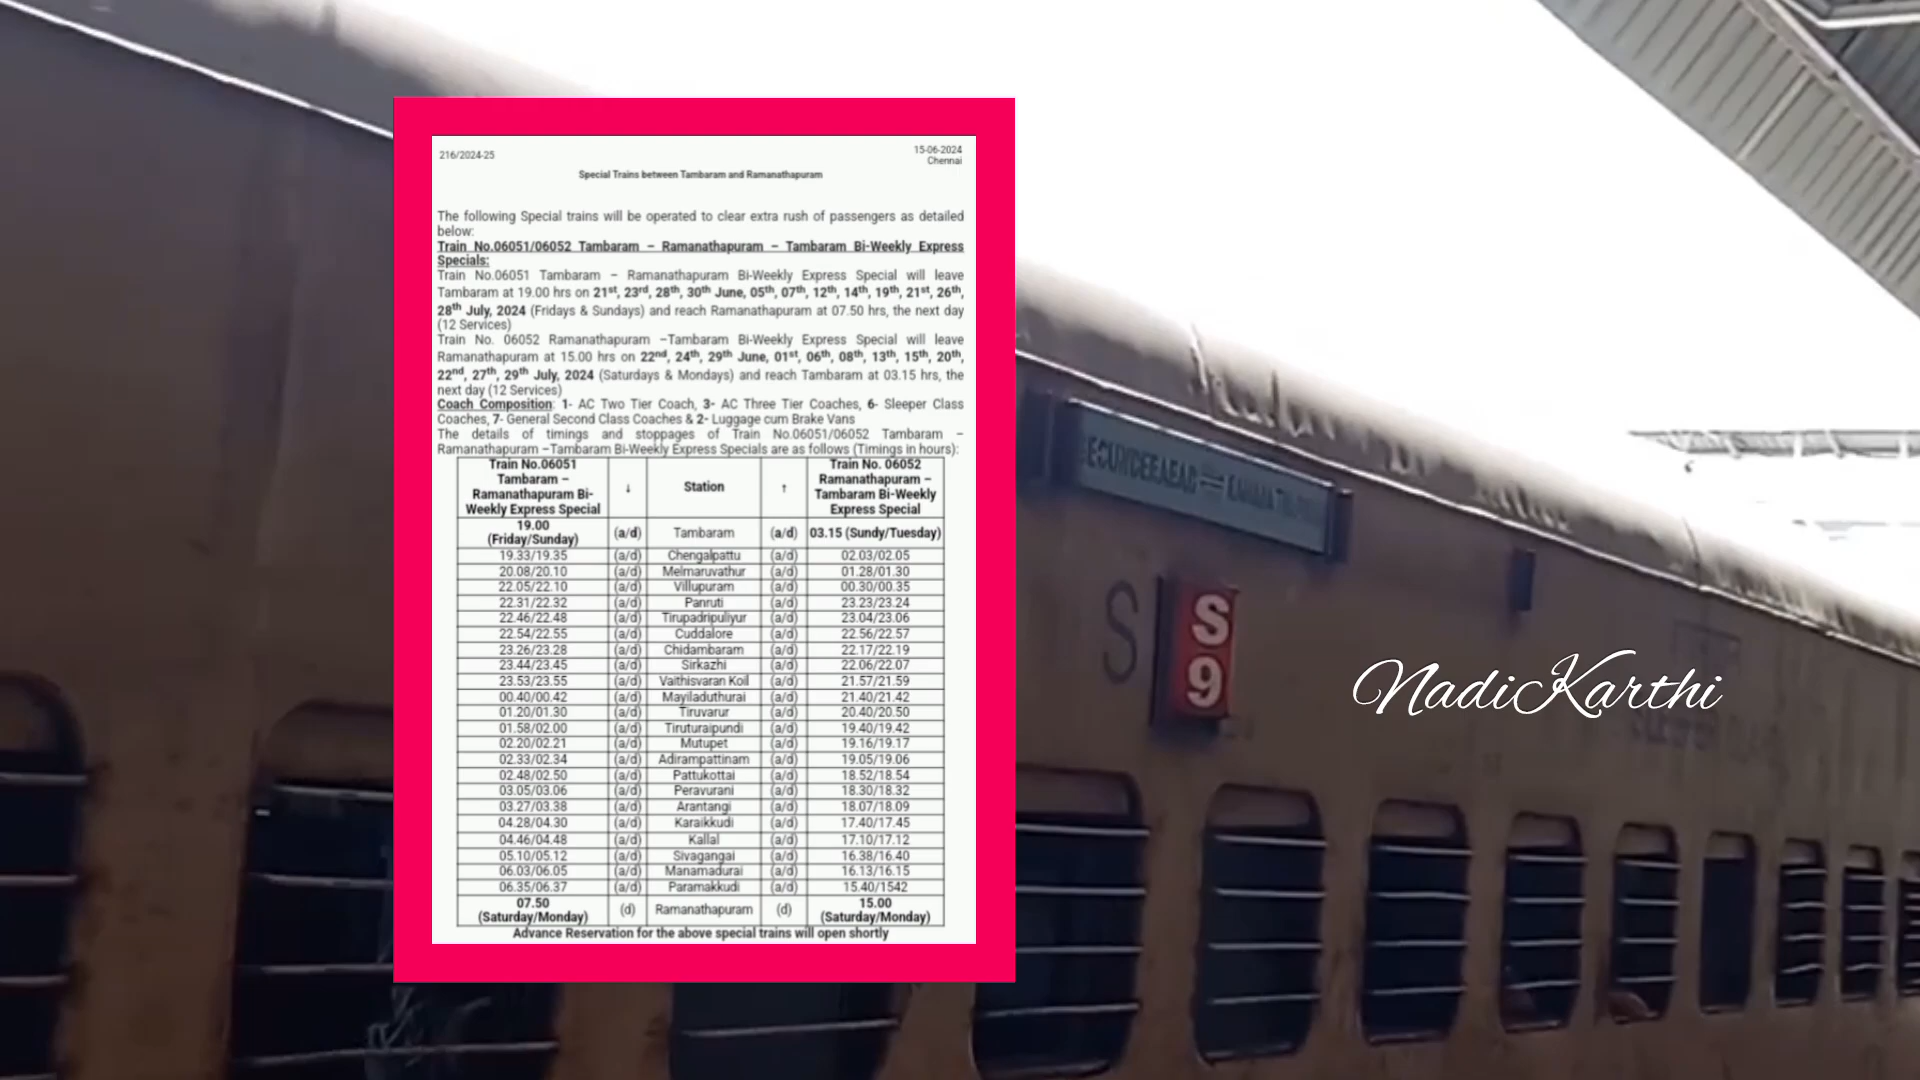 216/2024-25
15-06-2024
Chennai
Special Trains between Tambaram and Ramanathapuram
The following Special trains will be operated to clear extra rush of passengers as detailed
below:
Train No.06051/06052 Tambaram – Ramanathapuram – Tambaram Bi-Weekly Express
Specials:
Train No.06051 Tambaram – Ramanathapuram Bi-Weekly Express Special will leave
Tambaram at 19.00 hrs on 21st, 23rd, 28th, 30th June, 05th, 07th, 12th, 14th, 19th, 21st, 26th,
28th July, 2024 (Fridays & Sundays) and reach Ramanathapuram at 07.50 hrs, the next day
(12 Services)
Train No. 06052 Ramanathapuram –Tambaram Bi-Weekly Express Special will leave
Ramanathapuram at 15.00 hrs on 22nd, 24th, 29th June, 01st, 06th, 08th, 13th, 15th, 20th,
22nd, 27th, 29th July, 2024 (Saturdays & Mondays) and reach Tambaram at 03.15 hrs, the
next day (12 Services)
Coach Composition: 1- AC Two Tier Coach, 3- AC Three Tier Coaches, 6- Sleeper Class
Coaches, 7- General Second Class Coaches & 2- Luggage cum Brake Vans
The details of timings and stoppages of Train No.06051/06052 Tambaram –
Ramanathapuram –Tambaram Bi-Weekly Express Specials are as follows (Timings in hours):
Train No.06051 Tambaram – Ramanathapuram Bi-Weekly Express Special ↓ Station ↑ Train No. 06052 Ramanathapuram – Tambaram Bi-Weekly Express Special
19.00 (Friday/Sunday) (a/d) Tambaram (a/d) 03.15 (Sundy/Tuesday)
19.33/19.35 (a/d) Chengalpattu (a/d) 02.03/02.05
20.08/20.10 (a/d) Melmaruvathur (a/d) 01.28/01.30
22.05/22.10 (a/d) Villupuram (a/d) 00.30/00.35
22.31/22.32 (a/d) Panruti (a/d) 23.23/23.24
22.46/22.48 (a/d) Tirupadripuliyur (a/d) 23.04/23.06
22.54/22.55 (a/d) Cuddalore (a/d) 22.56/22.57
23.26/23.28 (a/d) Chidambaram (a/d) 22.17/22.19
23.44/23.45 (a/d) Sirkazhi (a/d) 22.06/22.07
23.53/23.55 (a/d) Vaithisvaran Koil (a/d) 21.57/21.59
00.40/00.42 (a/d) Mayiladuthurai (a/d) 21.40/21.42
01.20/01.30 (a/d) Tiruvarur (a/d) 20.40/20.50
01.58/02.00 (a/d) Tiruturaipundi (a/d) 19.40/19.42
02.20/02.21 (a/d) Mutupet (a/d) 19.16/19.17
02.33/02.34 (a/d) Adirampattinam (a/d) 19.05/19.06
02.48/02.50 (a/d) Pattukottai (a/d) 18.52/18.54
03.05/03.06 (a/d) Peravurani (a/d) 18.30/18.32
03.27/03.38 (a/d) Arantangi (a/d) 18.07/18.09
04.28/04.30 (a/d) Karaikkudi (a/d) 17.40/17.45
04.46/04.48 (a/d) Kallal (a/d) 17.10/17.12
05.10/05.12 (a/d) Sivagangai (a/d) 16.38/16.40
06.03/06.05 (a/d) Manamadurai (a/d) 16.13/16.15
06.35/06.37 (a/d) Paramakkudi (a/d) 15.40/1542
07.50 (Saturday/Monday) (d) Ramanathapuram (d) 15.00 (Saturday/Monday)
Advance Reservation for the above special trains will open shortly
S
S
9
NadiKarthi